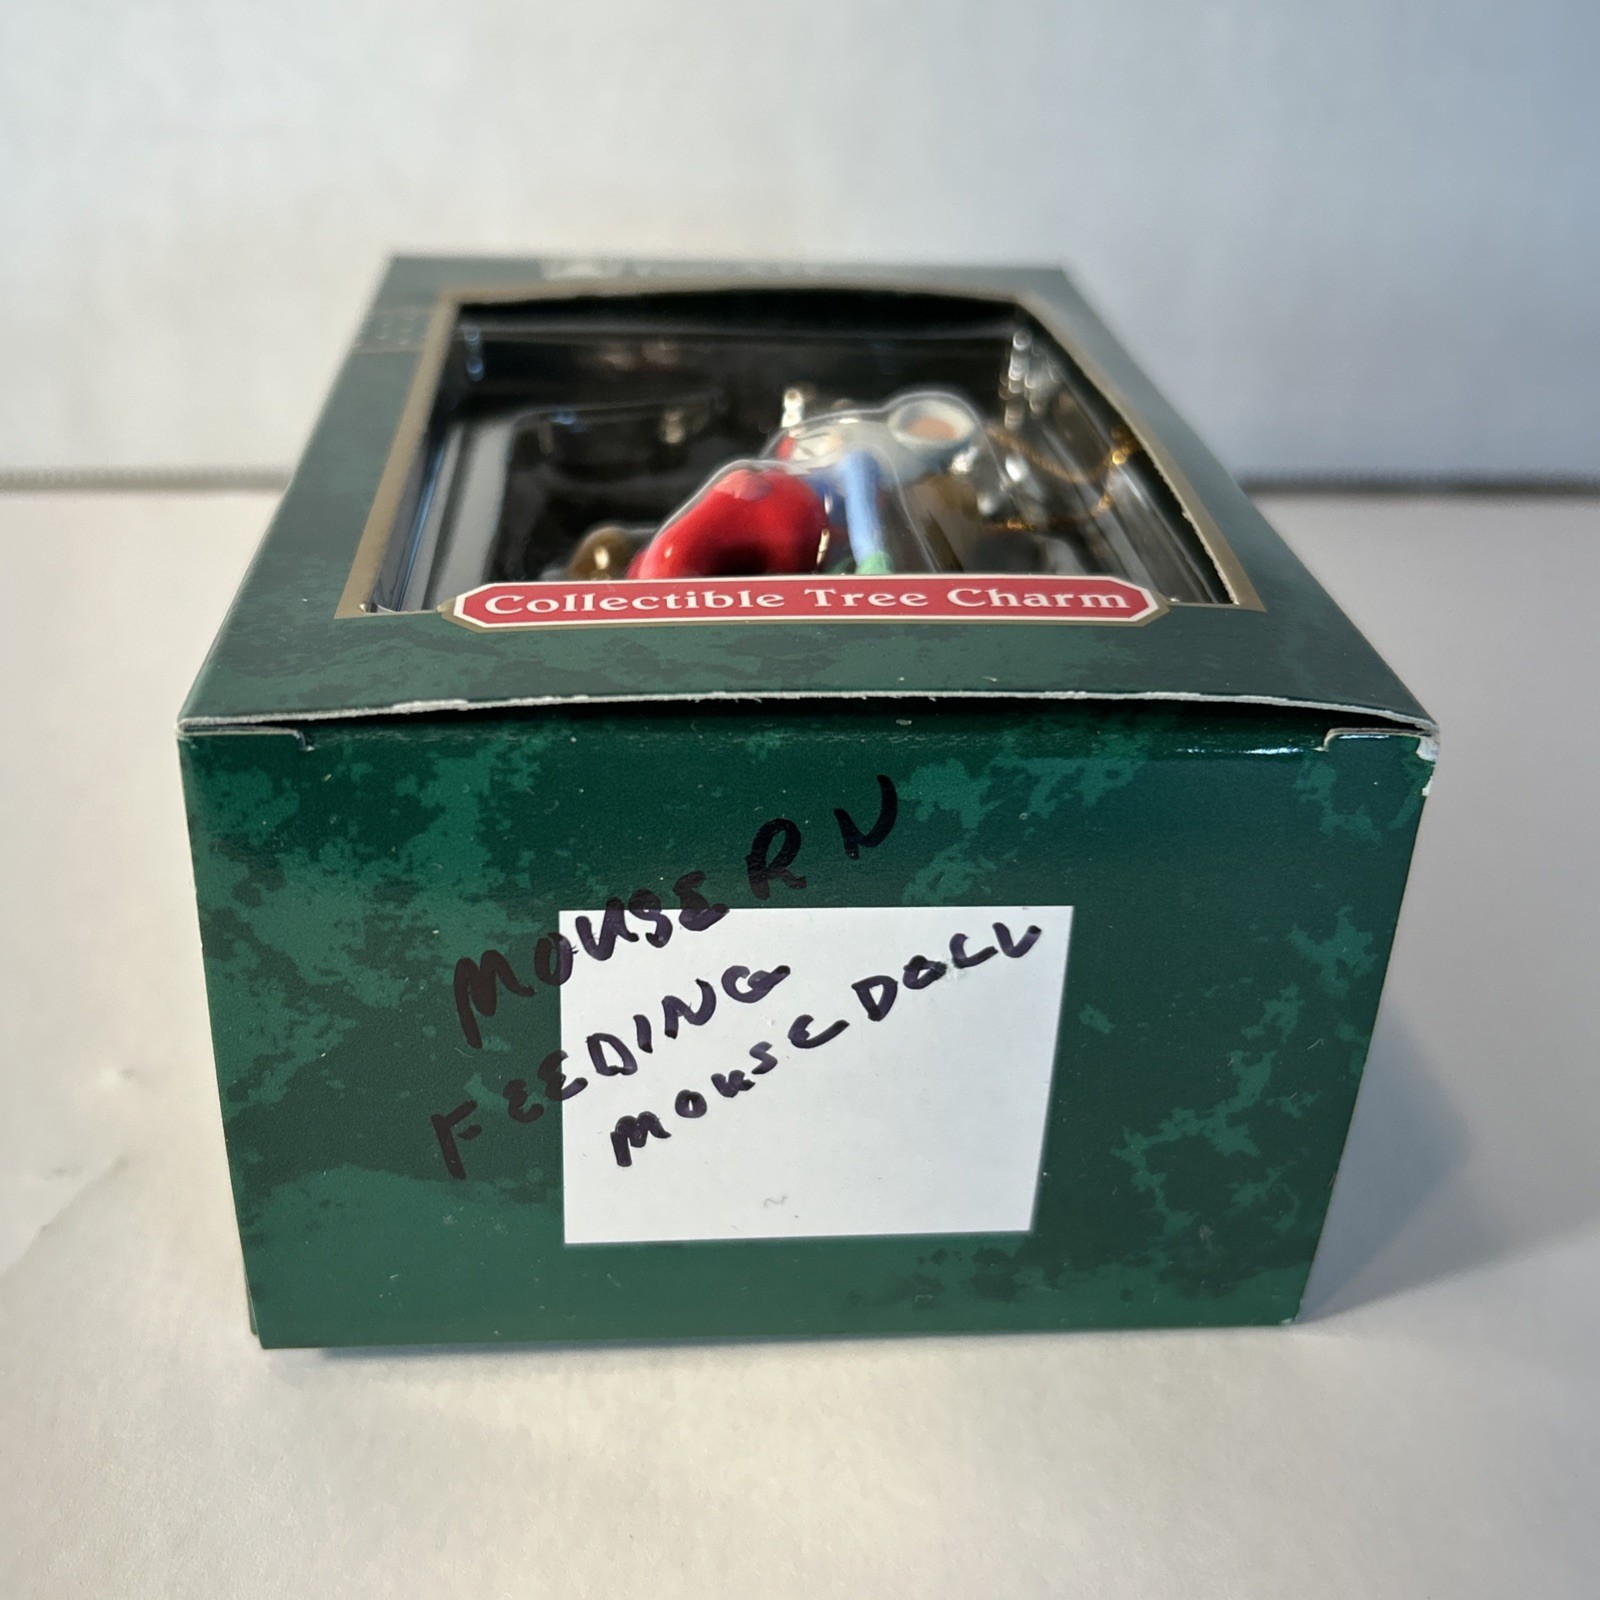 Collectible Tree Charm
MOUSE RN
FEEDING
MOUSE DOLL